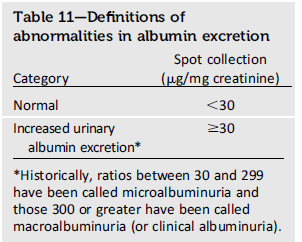 Table 11—Definitions of
abnormalities in albumin excretion
Spot collection
Category (μg/mg creatinine)
Normal <30
Increased urinary ≥30
albumin excretion*
*Historically, ratios between 30 and 299
have been called microalbuminuria and
those 300 or greater have been called
macroalbuminuria (or clinical albuminuria).